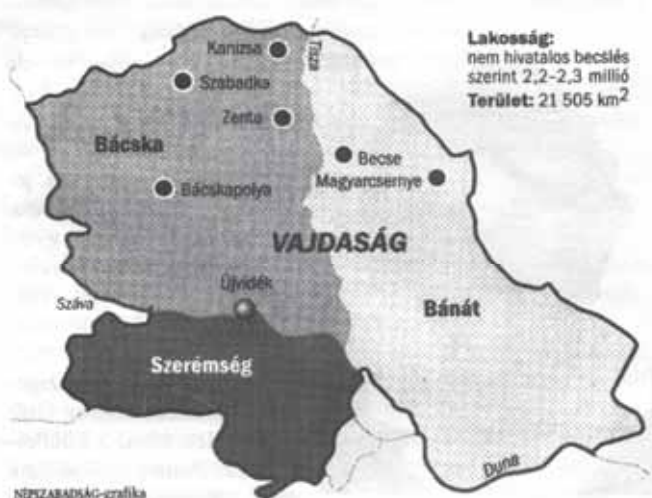 Kanizsa
Tisza
Lakosság:
nem hivatalos becslés
szerint 2,2-2,3 millió
Terület: 21 505 km2
Szabadka
Zenta
Bácska
Becse
Magyarcsernye
Bácskapolya
VAJDASÁG
Újvidék
Száva
Bánát
Szerémség
Duna
NÉPSZABADSÁG-grafika